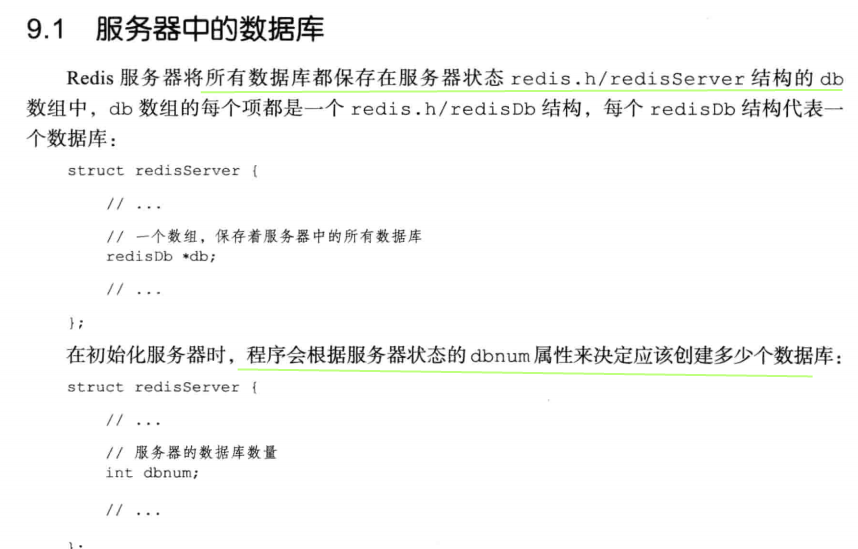 9.1 服务器中的数据库
Redis 服务器将所有数据库都保存在服务器状态 redis.h/redisServer 结构的 db
数组中，db 数组的每个项都是一个 redis.h/redisDb 结构，每个 redisDb 结构代表一
个数据库：
struct redisServer {
// ...
// 一个数组，保存着服务器中的所有数据库
redisDb *db;
// ...
};
在初始化服务器时，程序会根据服务器状态的 dbnum 属性来决定应该创建多少个数据库：
struct redisServer {
// ...
// 服务器的数据库数量
int dbnum;
// ...
};